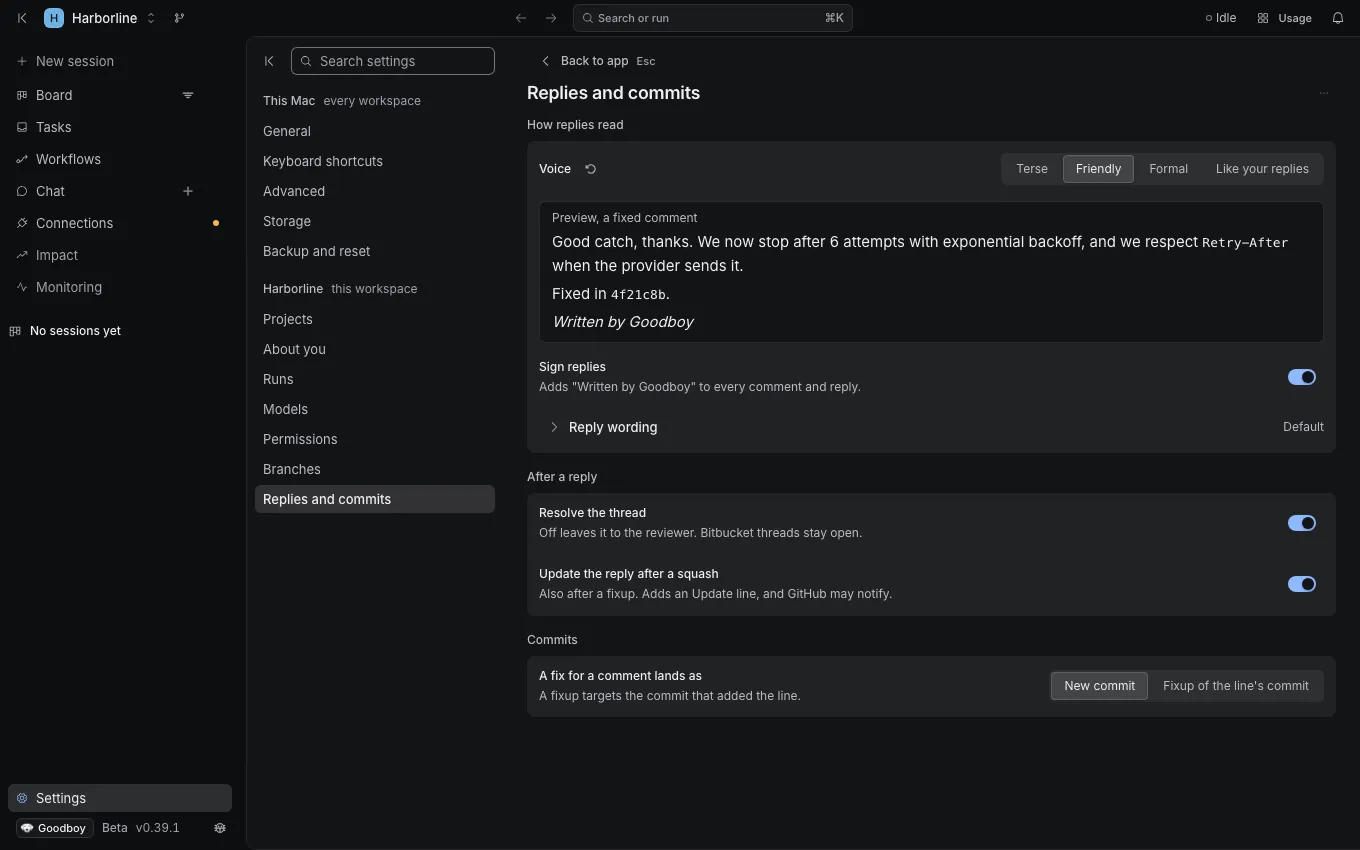 H Harborline
Search or run ⌘K
Idle
Usage
New session
Board
Tasks
Workflows
Chat
Connections
Impact
Monitoring
No sessions yet
Settings
Goodboy Beta v0.39.1
Search settings
This Mac every workspace
General
Keyboard shortcuts
Advanced
Storage
Backup and reset
Harborline this workspace
Projects
About you
Runs
Models
Permissions
Branches
Replies and commits
Back to app Esc
Replies and commits
How replies read
Voice
Terse Friendly Formal Like your replies
Preview, a fixed comment
Good catch, thanks. We now stop after 6 attempts with exponential backoff, and we respect Retry-After
when the provider sends it.
Fixed in 4f21c8b.
Written by Goodboy
Sign replies
Adds "Written by Goodboy" to every comment and reply.
Reply wording Default
After a reply
Resolve the thread
Off leaves it to the reviewer. Bitbucket threads stay open.
Update the reply after a squash
Also after a fixup. Adds an Update line, and GitHub may notify.
Commits
A fix for a comment lands as
A fixup targets the commit that added the line.
New commit Fixup of the line's commit